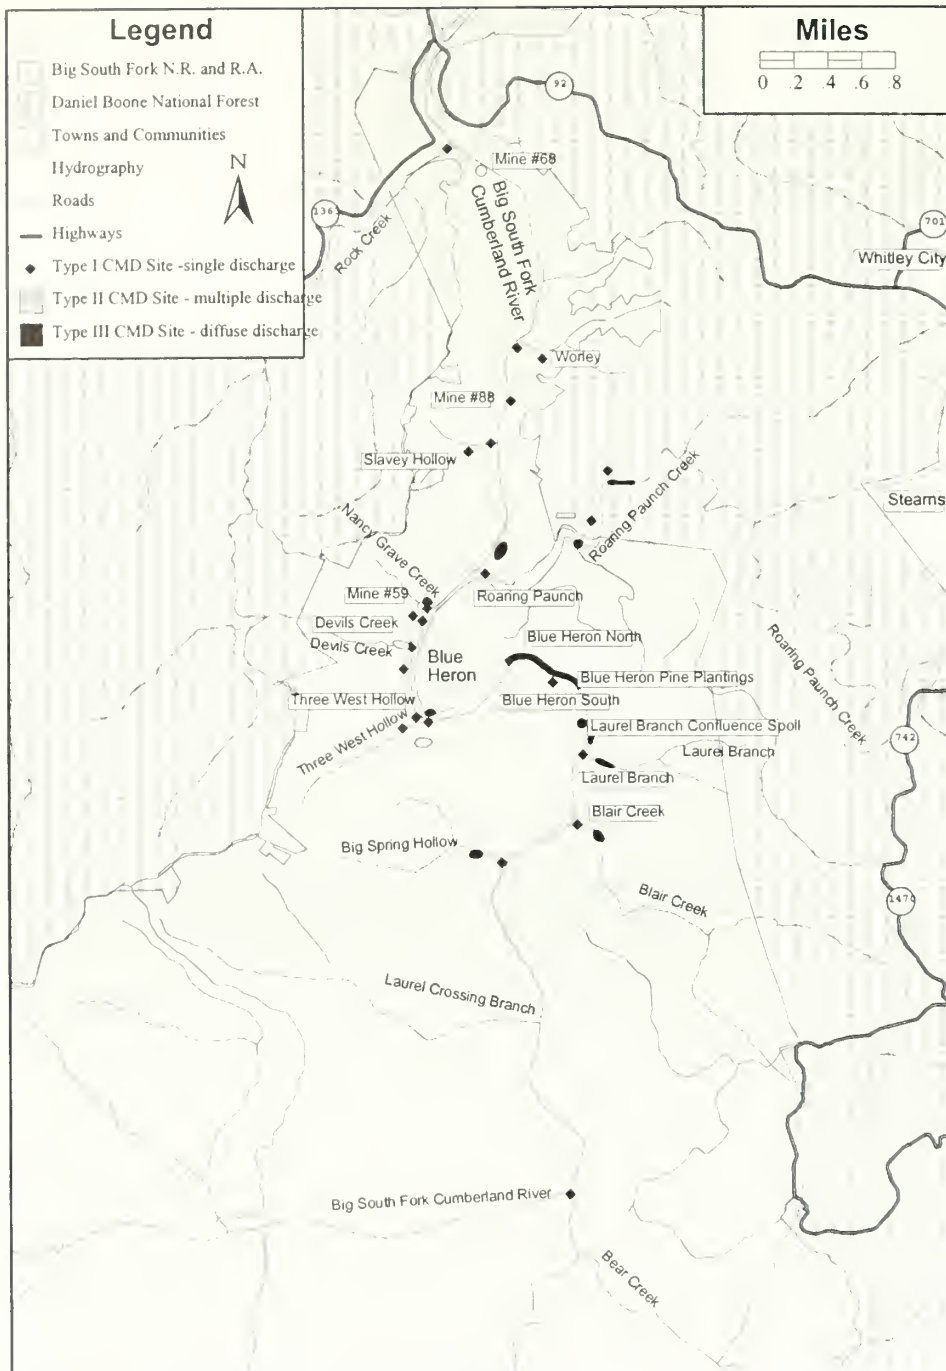 Legend
Big South Fork N.R. and R.A.
Daniel Boone National Forest
Towns and Communities
Hydrography
Roads
Highways
Type I CMD Site -single discharge
Type II CMD Site - multiple discharge
Type III CMD Site - diffuse discharge
N
Miles
0 .2 .4 .6 .8
92
Mine #68
Big South Fork
Cumberland River
1363
Rock Creek
701
Whitley City
Worley
Mine #88
Slavey Hollow
Roaring Paunch Creek
Stearns
Nancy Grave Creek
Mine #59
Roaring Paunch
Devils Creek
Blue Heron North
Devils Creek
Blue
Heron
Blue Heron Pine Plantings
Roaring Paunch Creek
Three West Hollow
Blue Heron South
Three West Hollow
Laurel Branch Confluence Spoll
742
Laurel Branch
Laurel Branch
Blair Creek
Big Spring Hollow
Blair Creek
1470
Laurel Crossing Branch
Big South Fork Cumberland River
Bear Creek